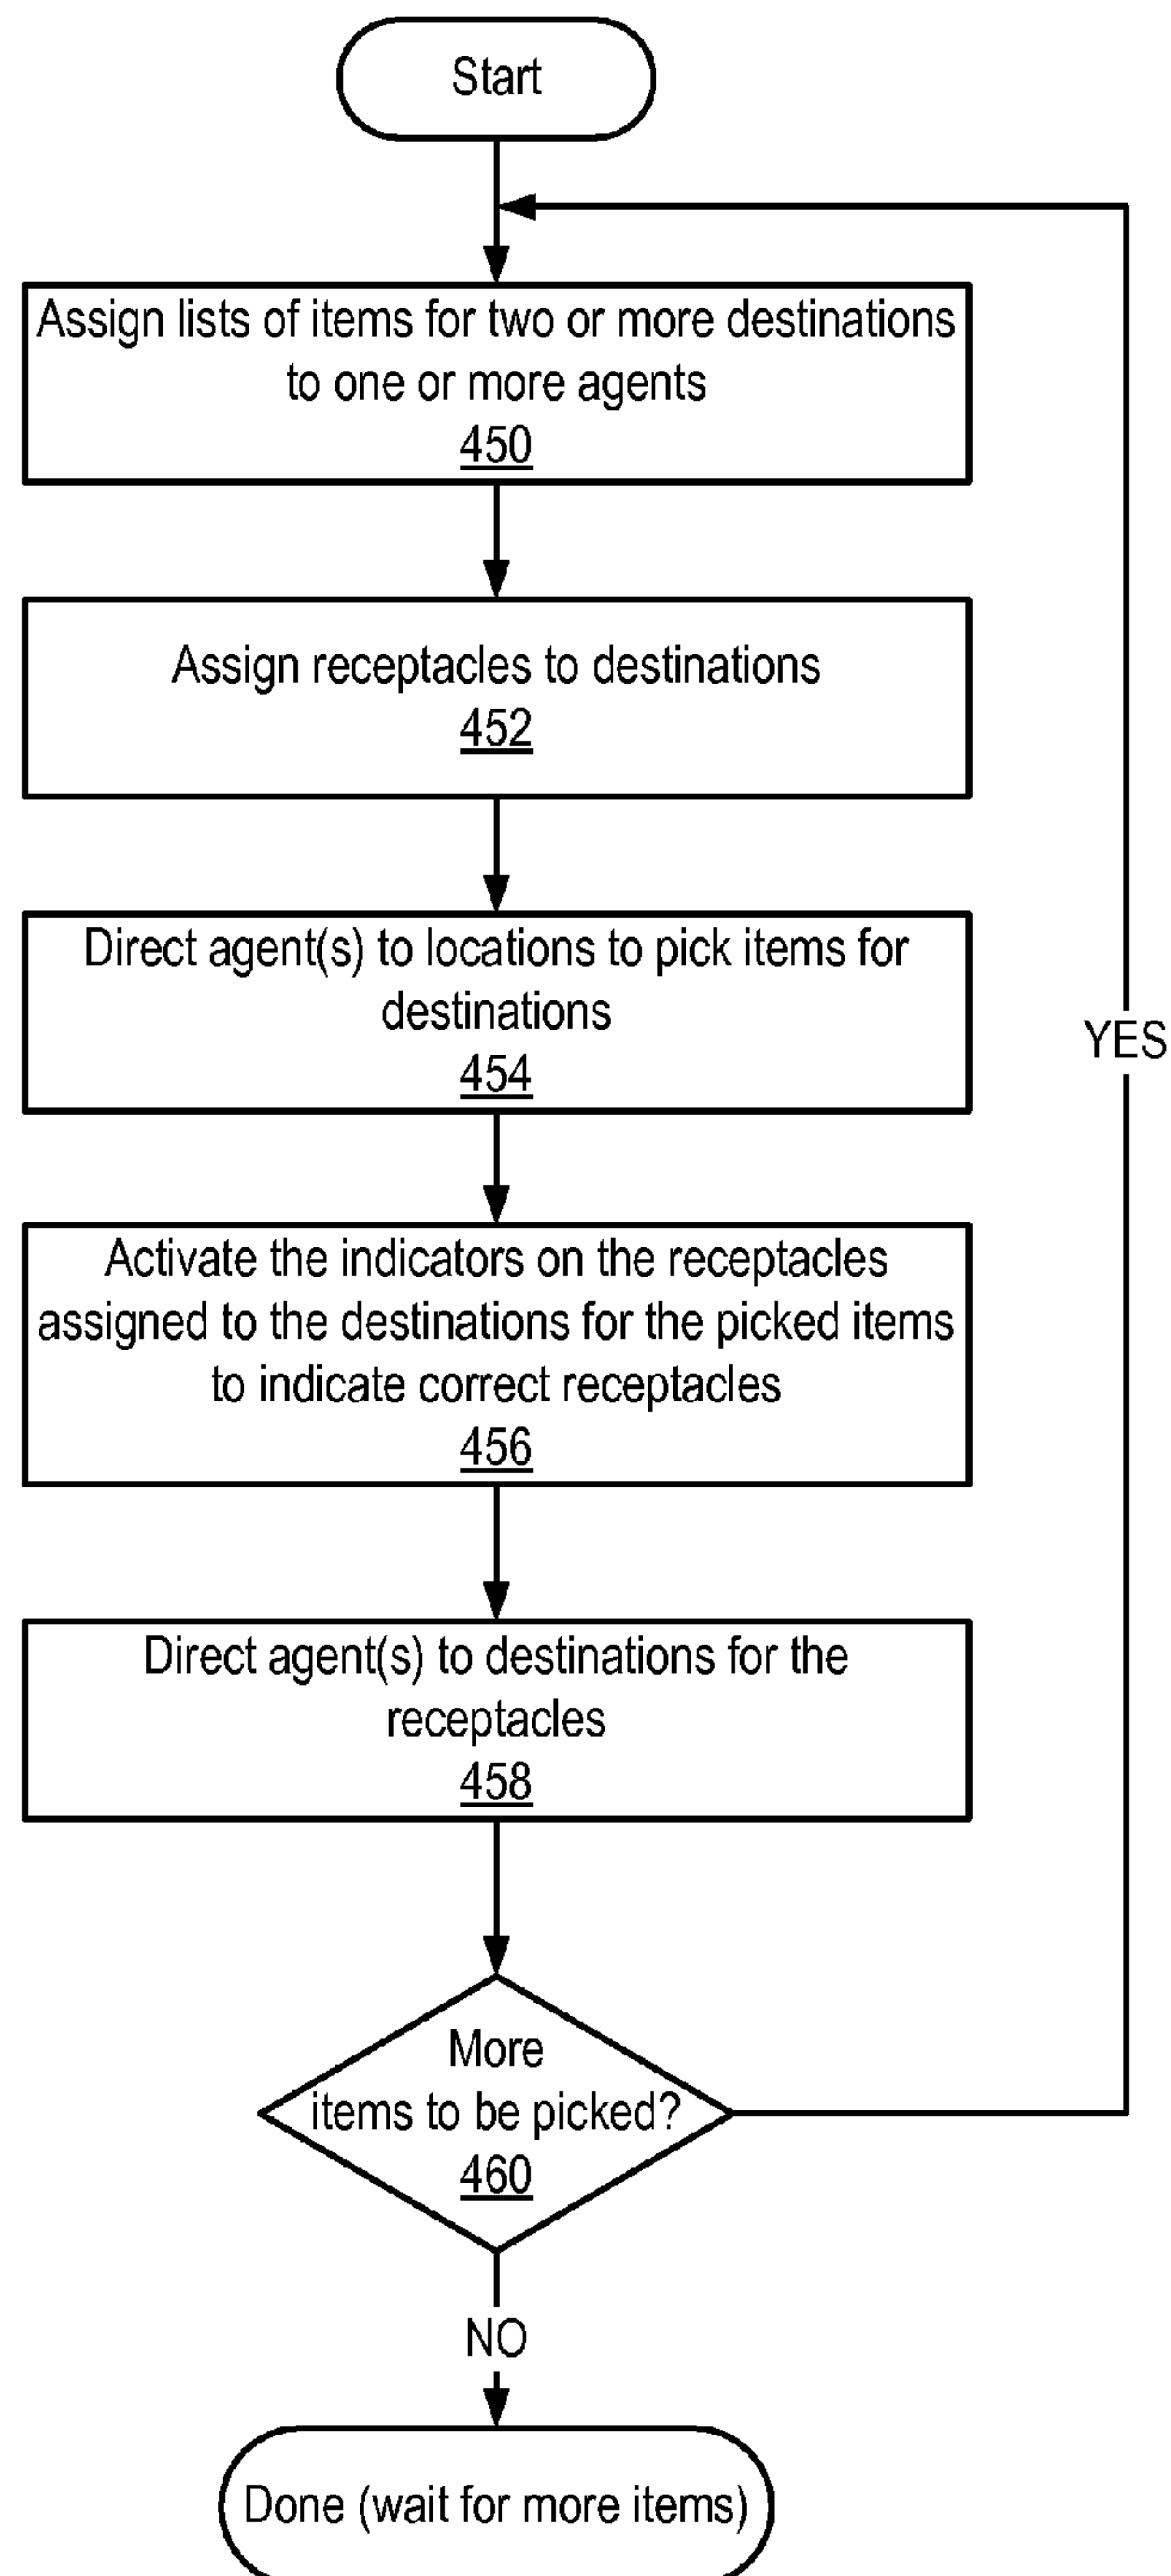 Start
Assign lists of items for two or more destinations
to one or more agents
450
Assign receptacles to destinations
452
Direct agent(s) to locations to pick items for
destinations
454
YES
Activate the indicators on the receptacles
assigned to the destinations for the picked items
to indicate correct receptacles
456
Direct agent(s) to destinations for the
receptacles
458
More
items to be picked?
460
NO
Done (wait for more items)